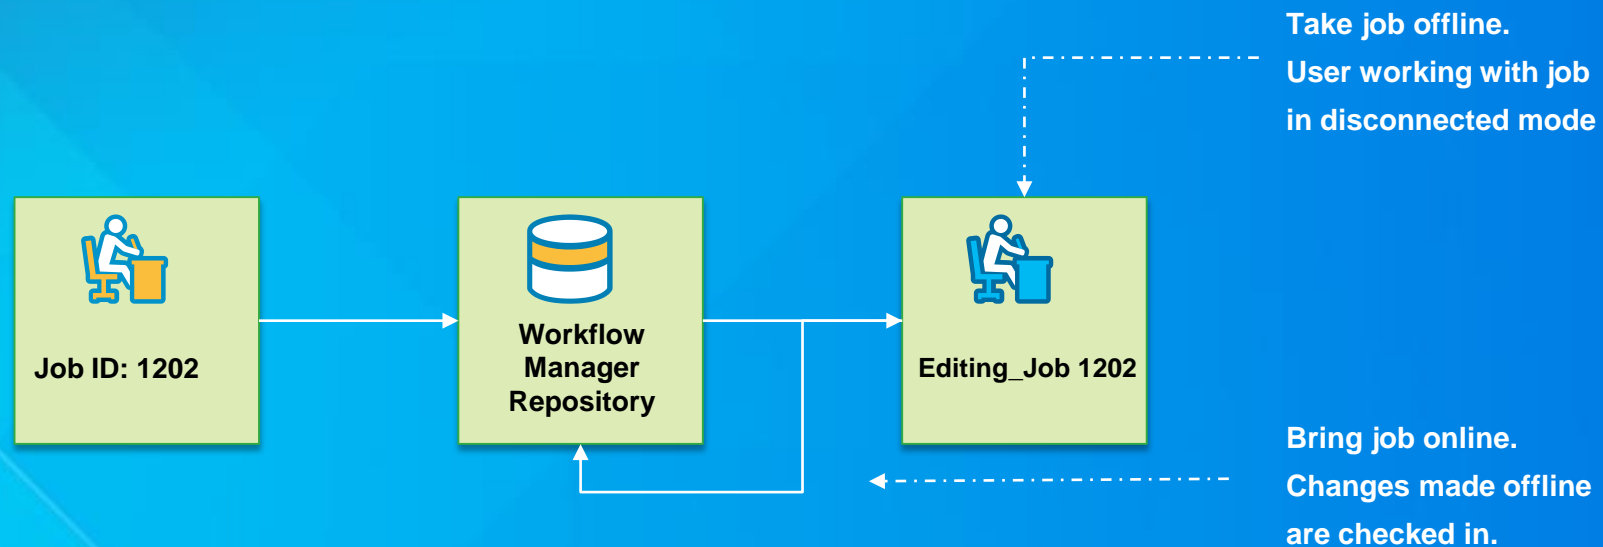 Take job offline.
User working with job
in disconnected mode
Job ID: 1202
Workflow
Manager
Repository
Editing_Job 1202
Bring job online.
Changes made offline
are checked in.